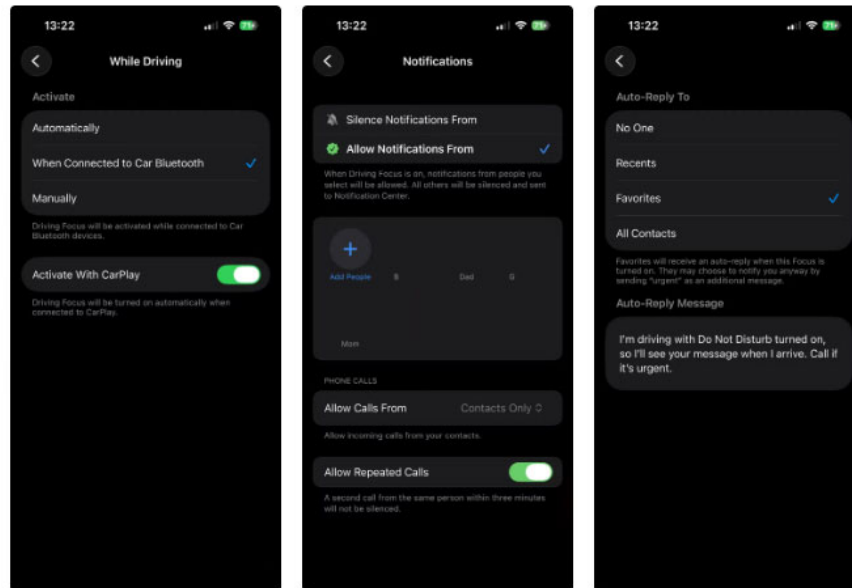 13:22
71
While Driving
Activate
Automatically
When Connected to Car Bluetooth
Manually
Driving Focus will be activated while connected to Car
Bluetooth devices.
Activate With CarPlay
Driving Focus will be turned on automatically when
connected to CarPlay.
13:22
71
Notifications
Silence Notifications From
Allow Notifications From
When Driving Focus is on, notifications from people you
select will be allowed. All others will be silenced and sent
to Notification Center.
Add People B Dad G
Mom
PHONE CALLS
Allow Calls From Contacts Only
Allow incoming calls from your contacts.
Allow Repeated Calls
A second call from the same person within three minutes
will not be silenced.
13:22
71
Auto-Reply To
No One
Recents
Favorites
All Contacts
Favorites will receive an auto-reply when this Focus is
turned on. They may choose to notify you anyway by
sending "urgent" as an additional message.
Auto-Reply Message
I'm driving with Do Not Disturb turned on,
so I'll see your message when I arrive. Call if
it's urgent.